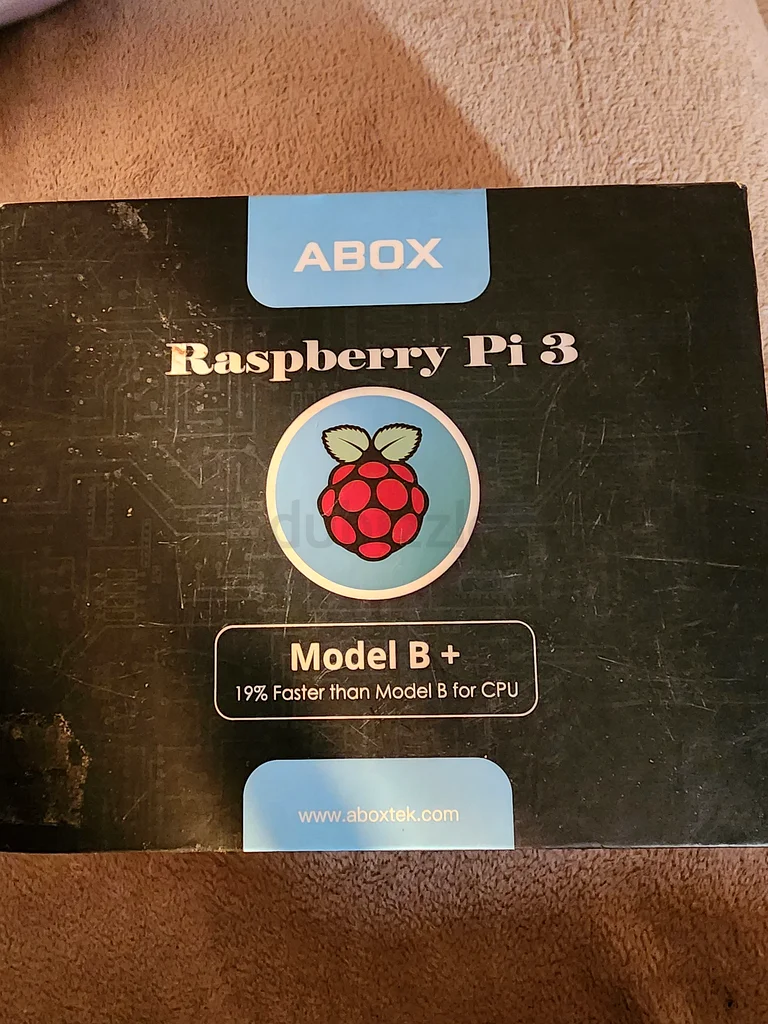 ABOX
Raspberry Pi 3
Model B +
19% Faster than Model B for CPU
www.aboxtek.com